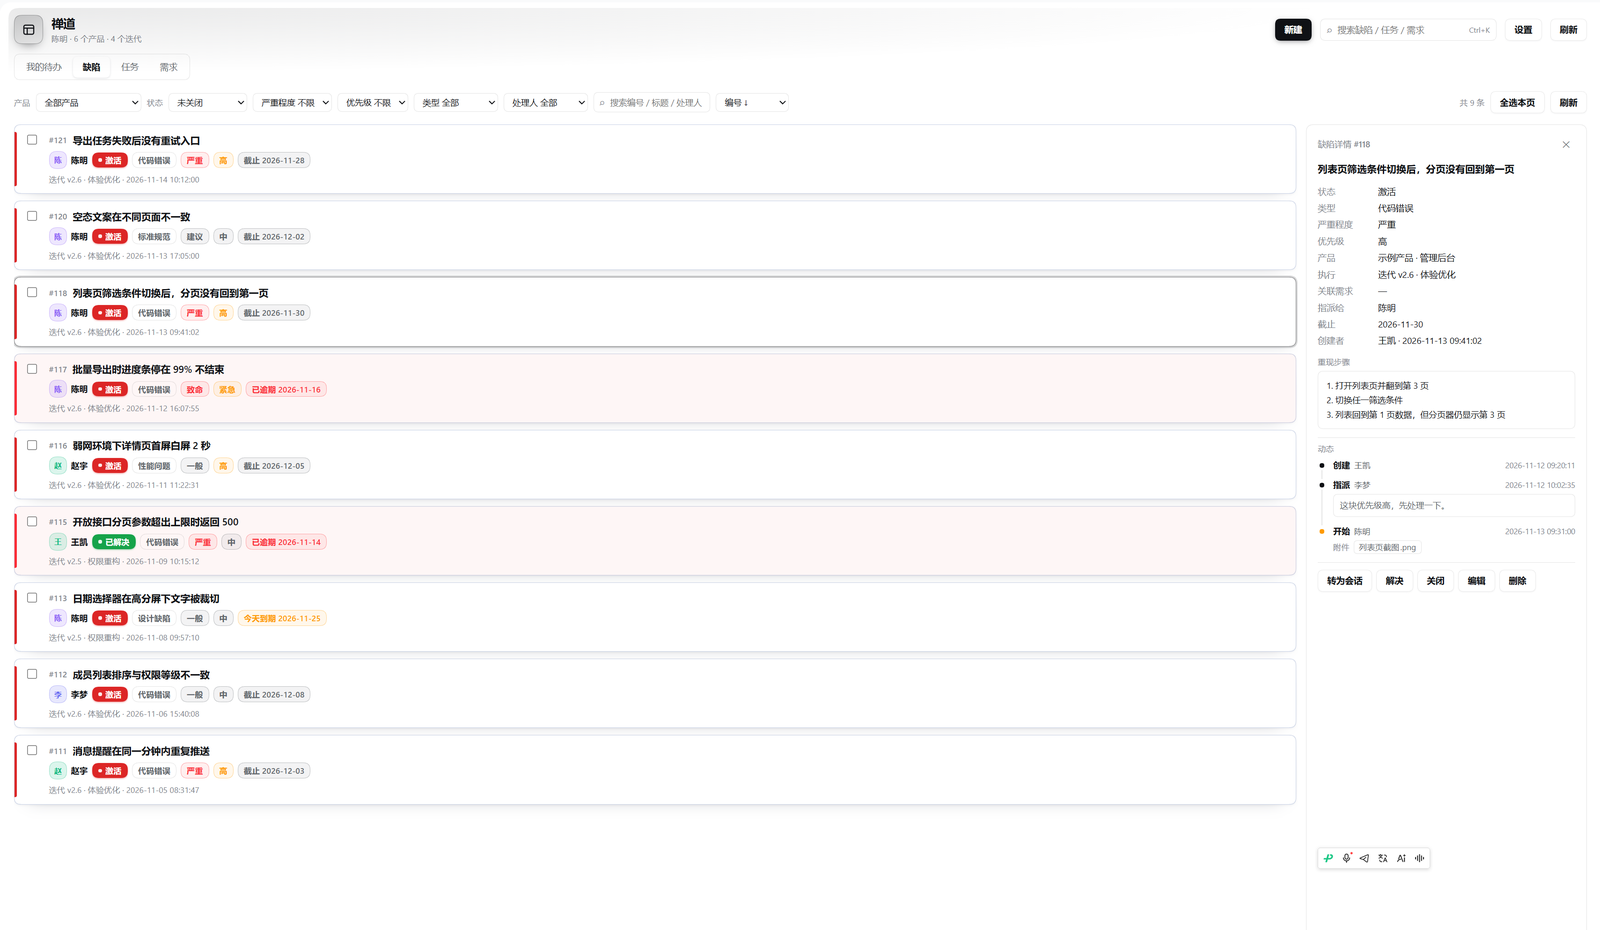 禅道
陈明 · 6 个产品 · 4 个迭代
新建
搜索缺陷 / 任务 / 需求 Ctrl+K
设置
刷新
我的待办 缺陷 任务 需求
产品 全部产品 状态 未关闭 严重程度 不限 优先级 不限 类型 全部 处理人 全部 搜索编号 / 标题 / 处理人 编号 ↓
共 9 条 全选本页 刷新
#121 导出任务失败后没有重试入口
陈 陈明 激活 代码错误 严重 高 截止 2026-11-28
迭代 v2.6 · 体验优化 · 2026-11-14 10:12:00
#120 空态文案在不同页面不一致
陈 陈明 激活 标准规范 建议 中 截止 2026-12-02
迭代 v2.6 · 体验优化 · 2026-11-13 17:05:00
#118 列表页筛选条件切换后，分页没有回到第一页
陈 陈明 激活 代码错误 严重 高 截止 2026-11-30
迭代 v2.6 · 体验优化 · 2026-11-13 09:41:02
#117 批量导出时进度条停在 99% 不结束
陈 陈明 激活 代码错误 致命 紧急 已逾期 2026-11-16
迭代 v2.6 · 体验优化 · 2026-11-12 16:07:55
#116 弱网环境下详情页首屏白屏 2 秒
赵 赵宇 激活 性能问题 一般 高 截止 2026-12-05
迭代 v2.6 · 体验优化 · 2026-11-11 11:22:31
#115 开放接口分页参数超出上限时返回 500
王 王凯 已解决 代码错误 严重 中 已逾期 2026-11-14
迭代 v2.5 · 权限重构 · 2026-11-09 10:15:12
#113 日期选择器在高分屏下文字被裁切
陈 陈明 激活 设计缺陷 一般 中 今天到期 2026-11-25
迭代 v2.5 · 权限重构 · 2026-11-08 09:57:10
#112 成员列表排序与权限等级不一致
李 李梦 激活 代码错误 一般 中 截止 2026-12-08
迭代 v2.6 · 体验优化 · 2026-11-06 15:40:08
#111 消息提醒在同一分钟内重复推送
赵 赵宇 激活 代码错误 严重 高 截止 2026-12-03
迭代 v2.6 · 体验优化 · 2026-11-05 08:31:47
缺陷详情 #118
列表页筛选条件切换后，分页没有回到第一页
状态 激活
类型 代码错误
严重程度 严重
优先级 高
产品 示例产品 · 管理后台
执行 迭代 v2.6 · 体验优化
关联需求 —
指派给 陈明
截止 2026-11-30
创建者 王凯 · 2026-11-13 09:41:02
重现步骤
1. 打开列表页并翻到第 3 页
2. 切换任一筛选条件
3. 列表回到第 1 页数据，但分页器仍显示第 3 页
动态
创建 王凯 2026-11-12 09:20:11
指派 李梦 2026-11-12 10:02:35
这块优先级高，先处理一下。
开始 陈明 2026-11-13 09:31:00
附件 列表页截图.png
转为会话 解决 关闭 编辑 删除